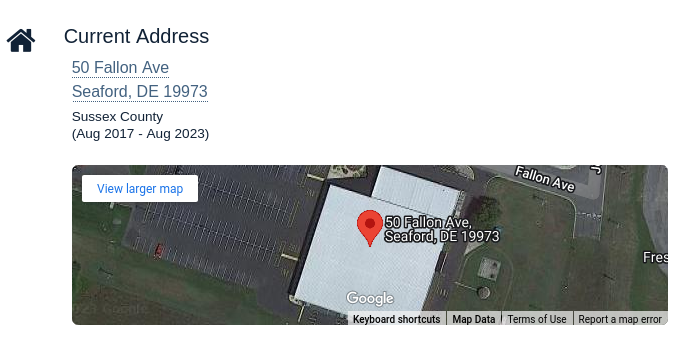 Current Address
50 Fallon Ave
Seaford, DE 19973
Sussex County
(Aug 2017 - Aug 2023)
View larger map
Fallon Ave
50 Fallon Ave,
Seaford, DE 19973
Fres
Google
Keyboard shortcuts
Map Data
Terms of Use
Report a map error